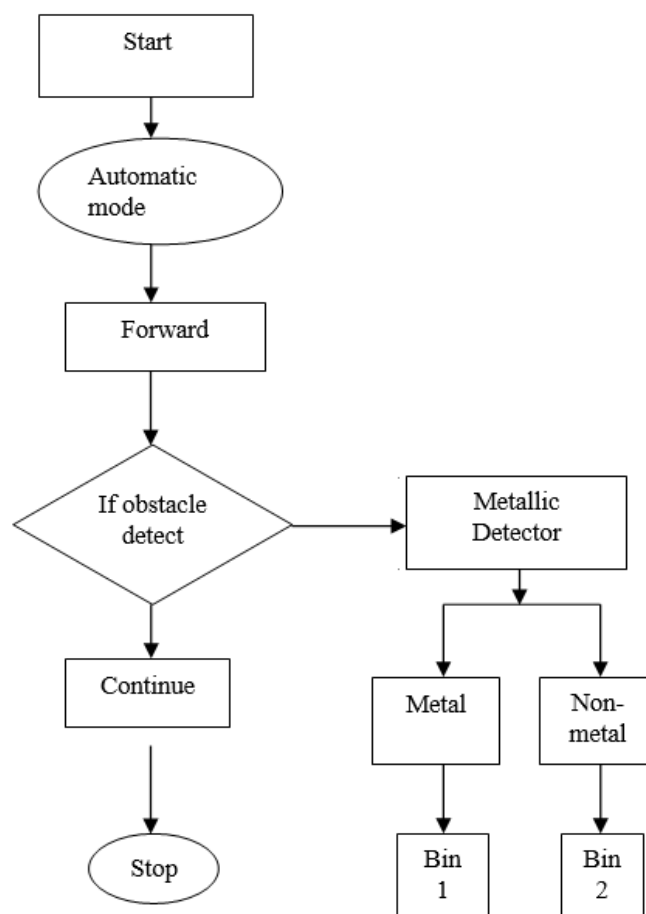 Start
Automatic
mode
Forward
If obstacle
detect
Metallic
Detector
Continue
Metal
Non-
metal
Stop
Bin
1
Bin
2